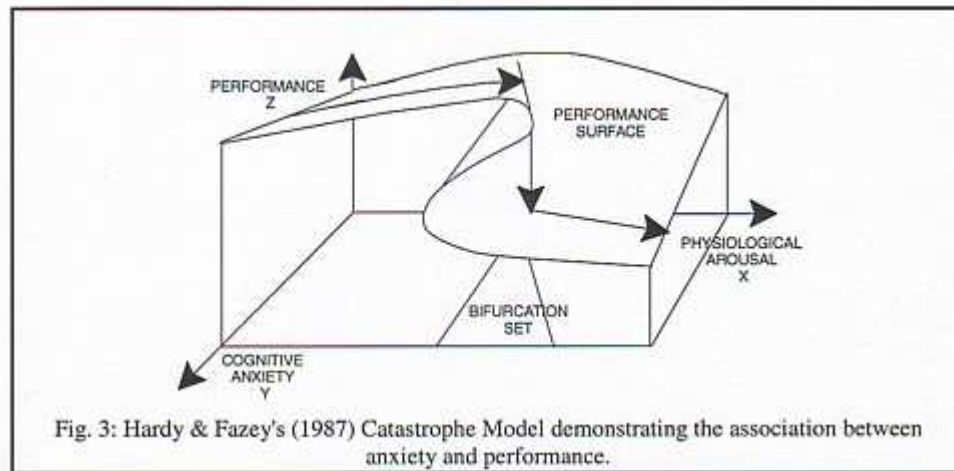 PERFORMANCE
Z
PERFORMANCE
SURFACE
PHYSIOLOGICAL
AROUSAL
X
BIFURCATION
SET
COGNITIVE
ANXIETY
Y
Fig. 3: Hardy & Fazey's (1987) Catastrophe Model demonstrating the association between
anxiety and performance.